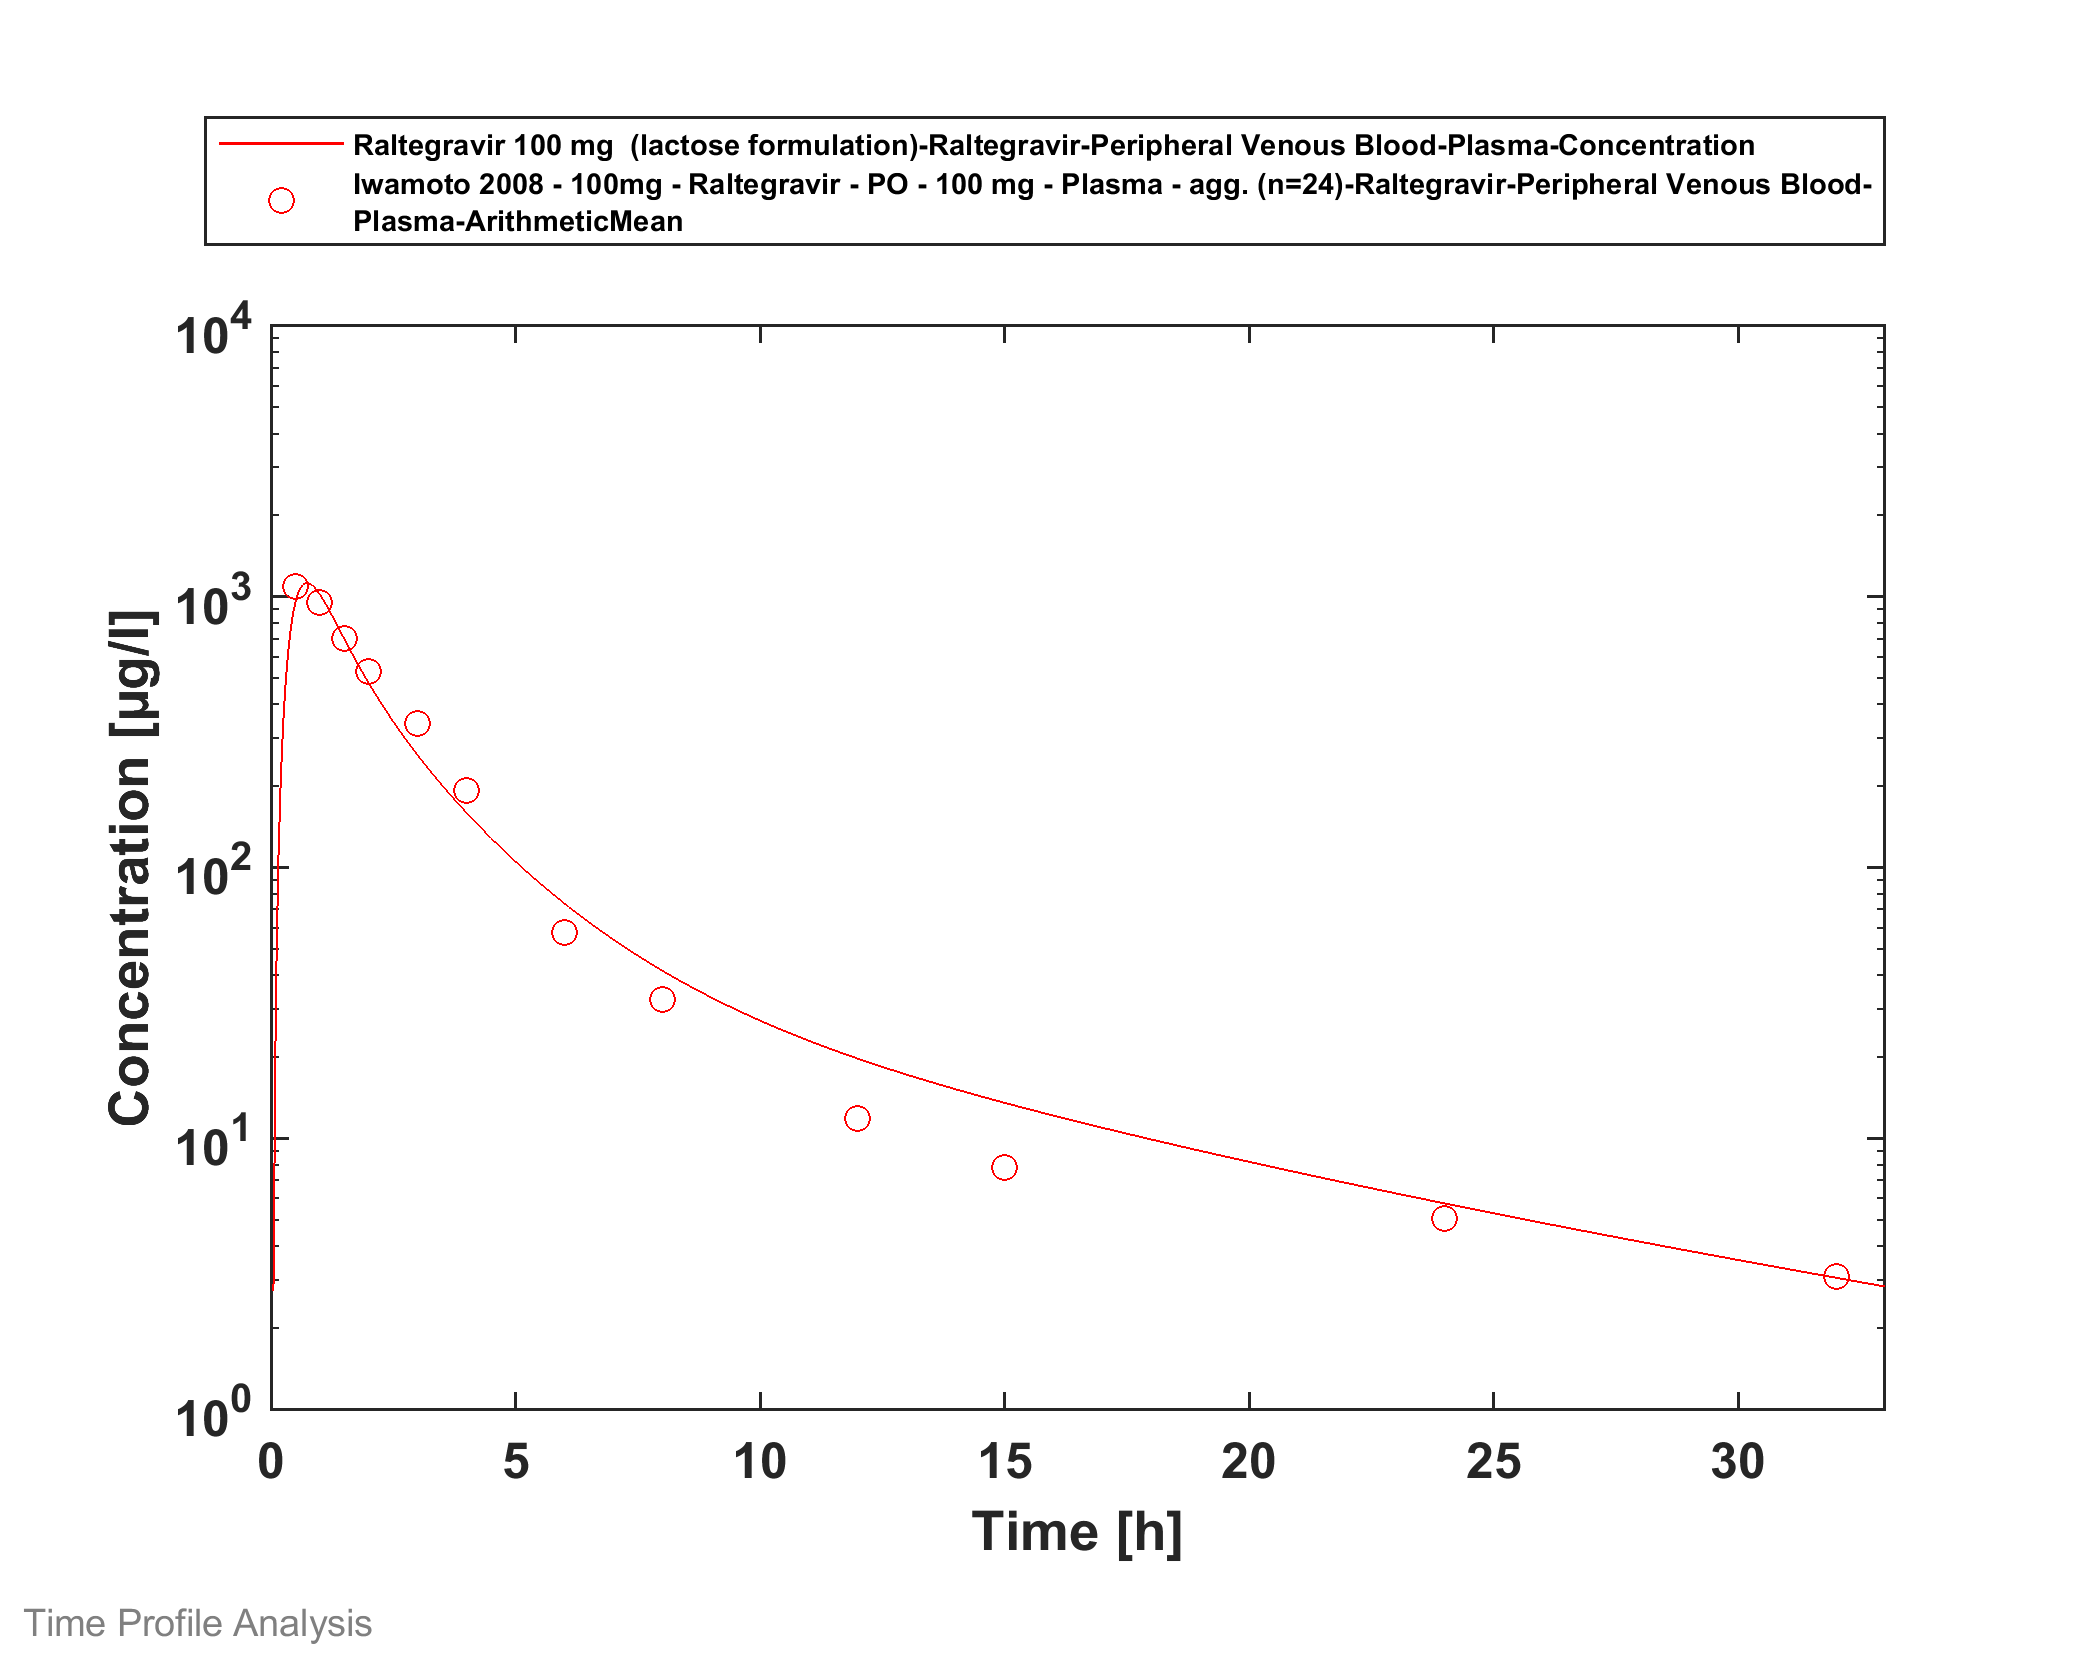 Raltegravir 100 mg  (lactose formulation)-Raltegravir-Peripheral Venous Blood-Plasma-Concentration
Iwamoto 2008 - 100mg - Raltegravir - PO - 100 mg - Plasma - agg. (n=24)-Raltegravir-Peripheral Venous Blood-
Plasma-ArithmeticMean
10^4
10^3
10^2
10^1
10^0
Concentration [µg/l]
0 5 10 15 20 25 30
Time [h]
Time Profile Analysis